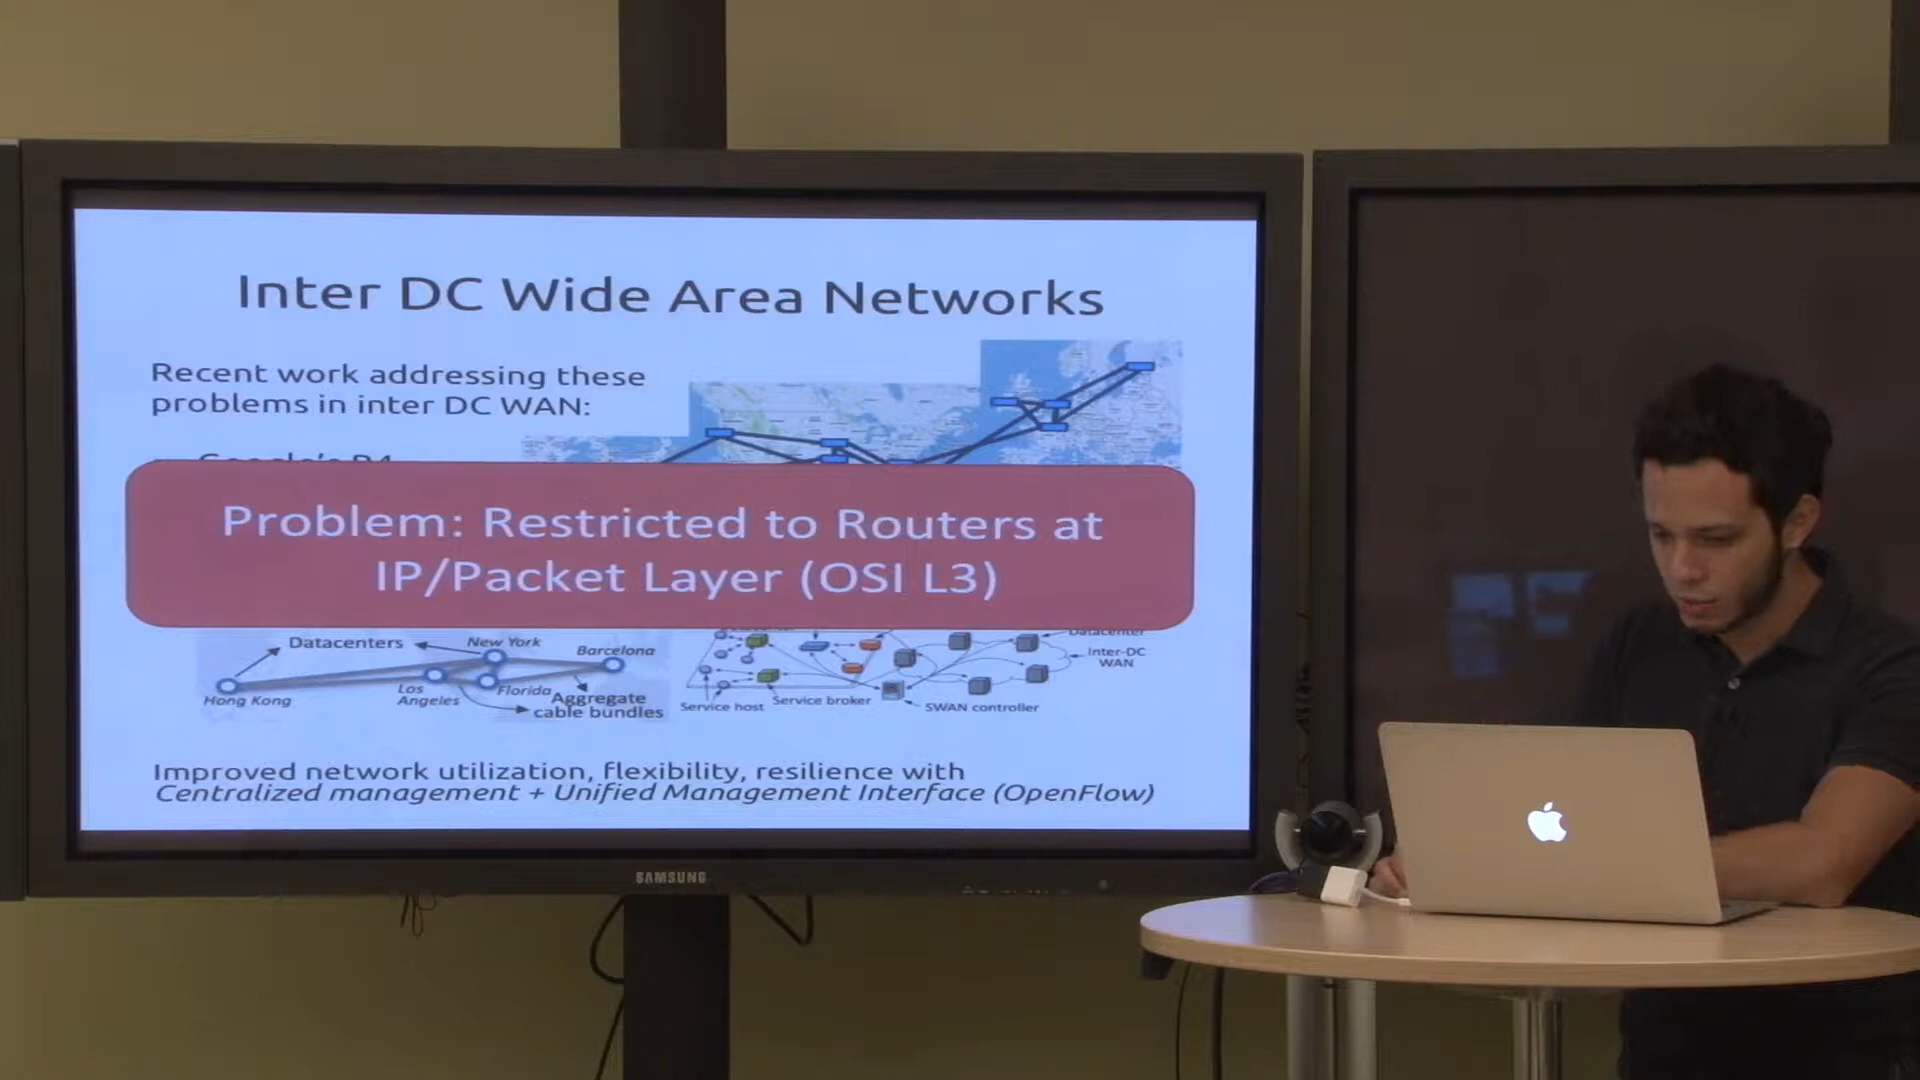 Inter DC Wide Area Networks
Recent work addressing these
problems in inter DC WAN:
Google's B4
Problem: Restricted to Routers at
IP/Packet Layer (OSI L3)
Datacenters
New York
Barcelona
Hong Kong
Los
Angeles
Florida
Aggregate
cable bundles
Datacenter
Inter-DC
WAN
Service host
Service broker
SWAN controller
Improved network utilization, flexibility, resilience with
Centralized management + Unified Management Interface (OpenFlow)
SAMSUNG